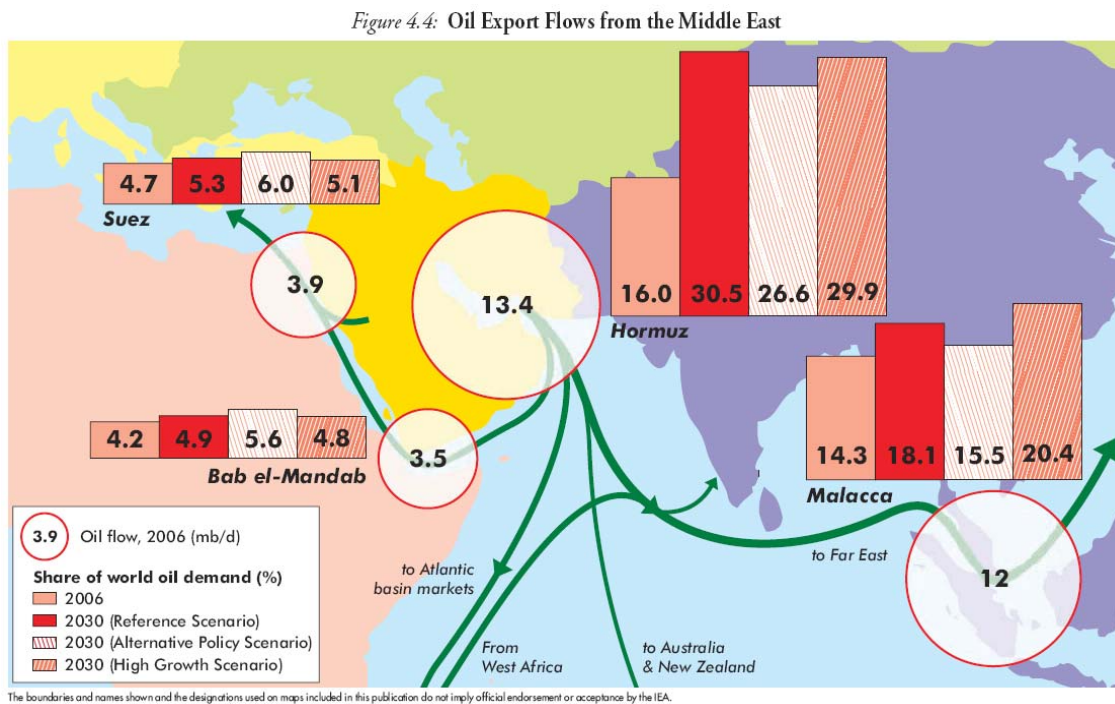 Figure 4.4: Oil Export Flows from the Middle East
4.7 5.3 6.0 5.1
Suez
3.9
13.4
16.0 30.5 26.6 29.9
Hormuz
4.2 4.9 5.6 4.8
Bab el-Mandab
3.5
14.3 18.1 15.5 20.4
Malacca
12
to Far East
to Atlantic
basin markets
From
West Africa
to Australia
& New Zealand
3.9 Oil flow, 2006 (mb/d)
Share of world oil demand (%)
2006
2030 (Reference Scenario)
2030 (Alternative Policy Scenario)
2030 (High Growth Scenario)
The boundaries and names shown and the designations used on maps included in this publication do not imply official endorsement or acceptance by the IEA.